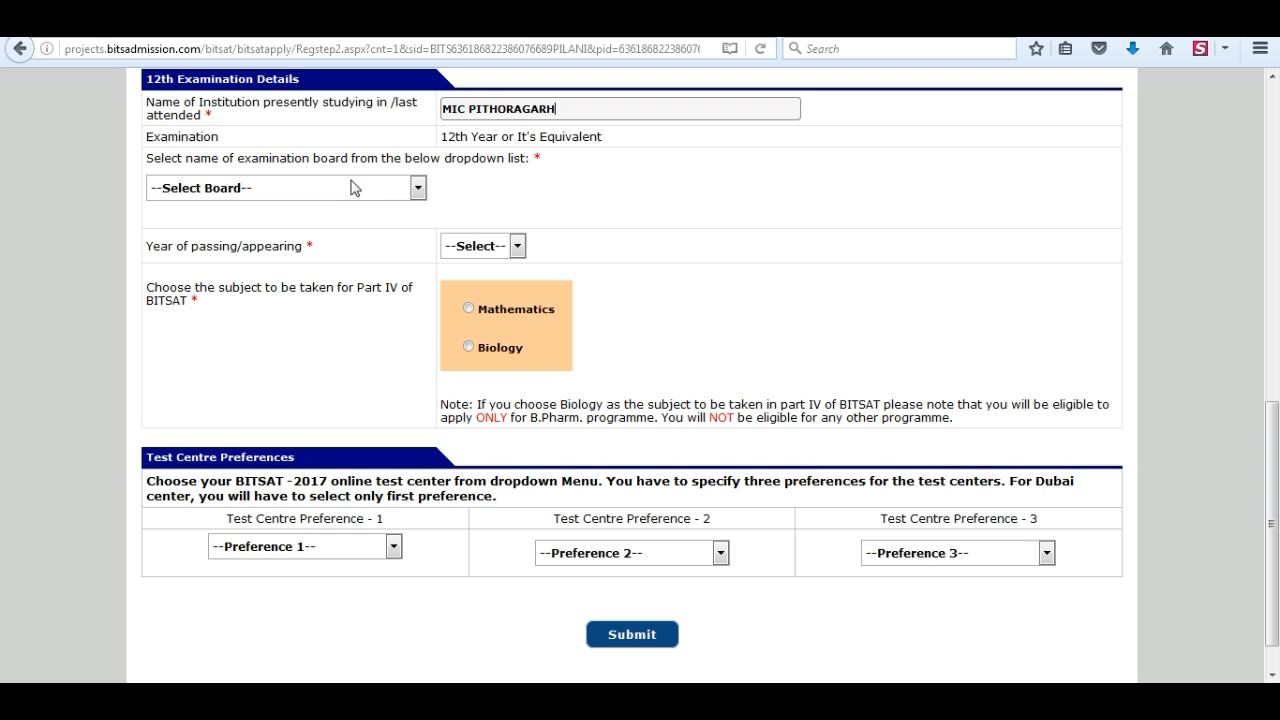 projects.bitsadmission.com/bitsat/bitsatapply/Regstep2.aspx?cnt=1&sid=BITS636186822386076689PILANI&pid=636186822386070
Search
S
12th Examination Details
Name of Institution presently studying in /last
attended *
MIC PITHORAGARH
Examination
12th Year or It's Equivalent
Select name of examination board from the below dropdown list: *
--Select Board--
Year of passing/appearing *
--Select--
Choose the subject to be taken for Part IV of
BITSAT *
Mathematics
Biology
Note: If you choose Biology as the subject to be taken in part IV of BITSAT please note that you will be eligible to
apply ONLY for B.Pharm. programme. You will NOT be eligible for any other programme.
Test Centre Preferences
Choose your BITSAT -2017 online test center from dropdown Menu. You have to specify three preferences for the test centers. For Dubai
center, you will have to select only first preference.
Test Centre Preference - 1
Test Centre Preference - 2
Test Centre Preference - 3
--Preference 1--
--Preference 2--
--Preference 3--
Submit